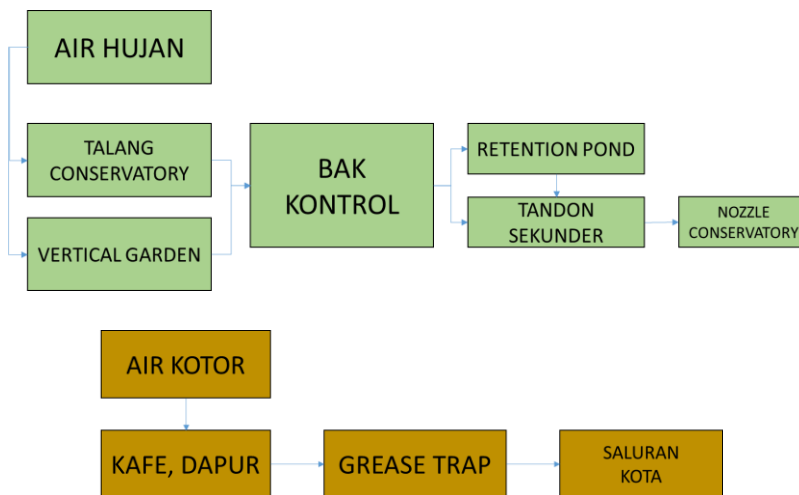 AIR HUJAN
TALANG
CONSERVATORY
VERTICAL GARDEN
BAK
KONTROL
RETENTION POND
TANDON
SEKUNDER
NOZZLE
CONSERVATORY
AIR KOTOR
KAFE, DAPUR
GREASE TRAP
SALURAN
KOTA